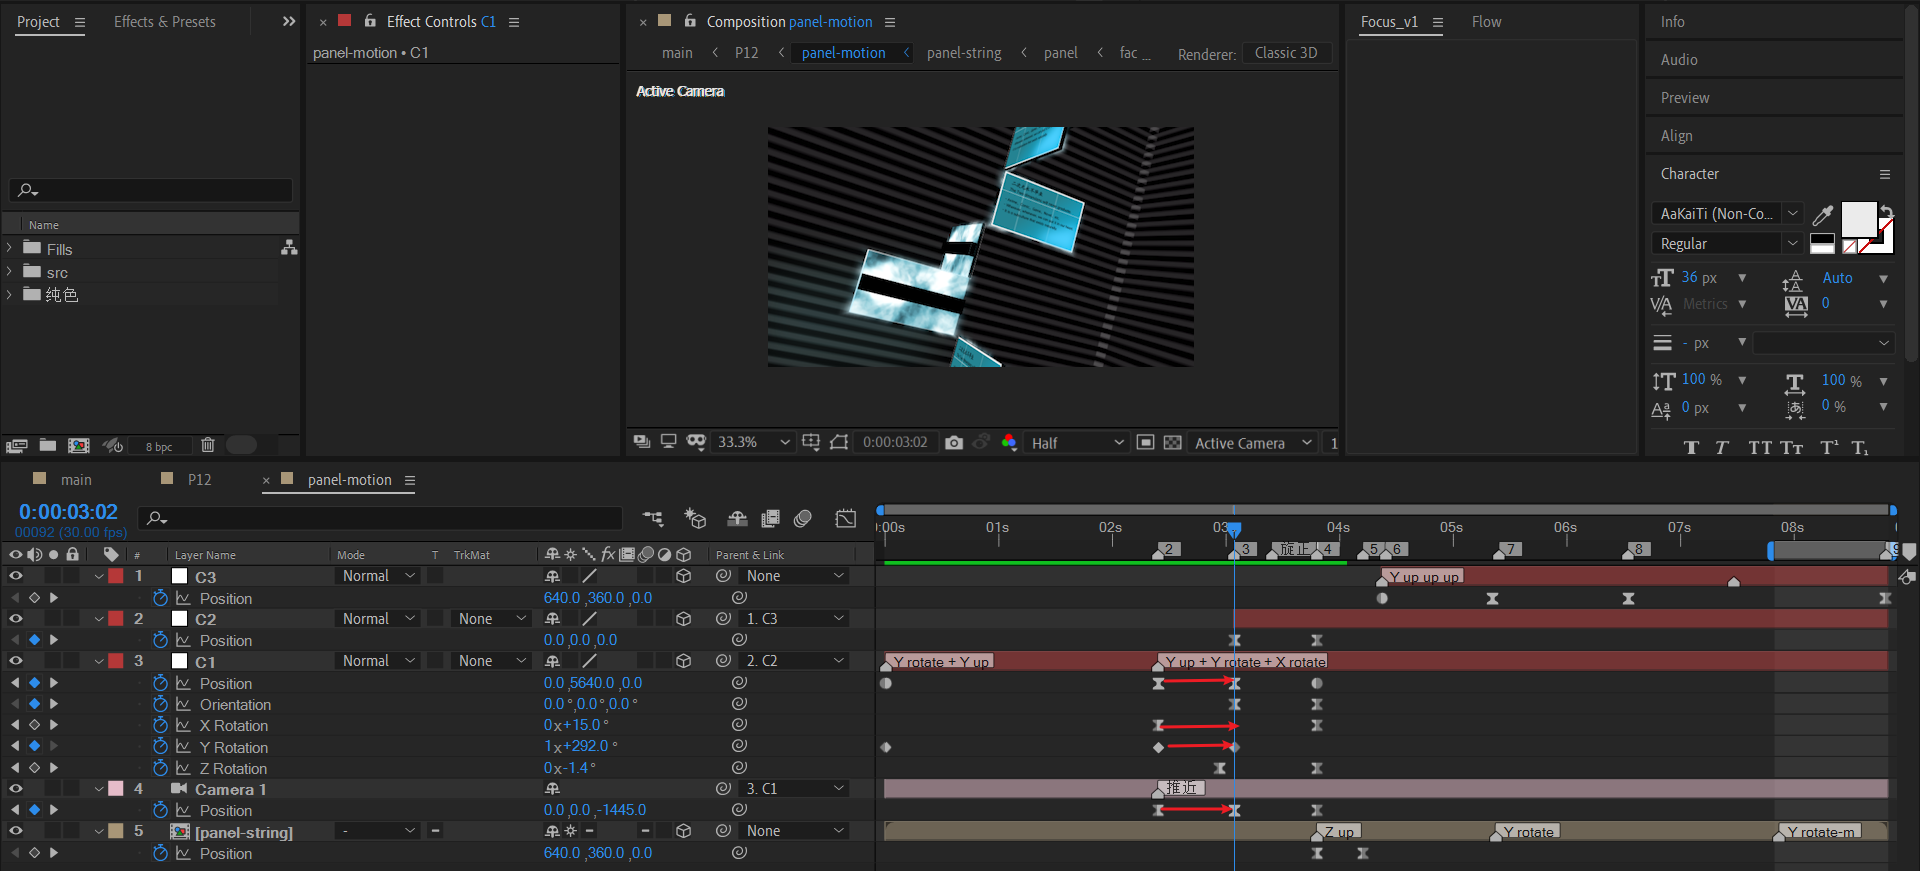 Project
Effects & Presets
Effect Controls C1
Composition panel-motion
Focus_v1
Flow
Info
panel-motion • C1
main
P12
panel-motion
panel-string
panel
fac ...
Renderer:
Classic 3D
Audio
Active Camera
Preview
Align
Character
AaKaiTi (Non-Co...
Regular
Name
Fills
src
纯色
36 px
Auto
Metrics
0
- px
100 %
100 %
0 px
0 %
8 bpc
33.3%
0:00:03:02
Half
Active Camera
1
main
P12
panel-motion
0:00:03:02
00092 (30.00 fps)
:00s
01s
02s
03s
04s
05s
06s
07s
08s
#
Layer Name
Mode
T
TrkMat
Parent & Link
2
3
旋正
4
5
6
7
8
9
1
C3
Normal
None
Y up up up
Position
640.0 ,360.0 ,0.0
2
C2
Normal
None
1. C3
Position
0.0 ,0.0 ,0.0
3
C1
Normal
None
2. C2
Y rotate + Y up
Y up + Y rotate + X rotate
Position
0.0 ,5640.0 ,0.0
Orientation
0.0 °,0.0 °,0.0 °
X Rotation
0x+15.0 °
Y Rotation
1x+292.0 °
Z Rotation
0x-1.4 °
4
Camera 1
3. C1
推近
Position
0.0 ,0.0 ,-1445.0
5
[panel-string]
-
None
Z up
Y rotate
Y rotate-m
Position
640.0 ,360.0 ,0.0